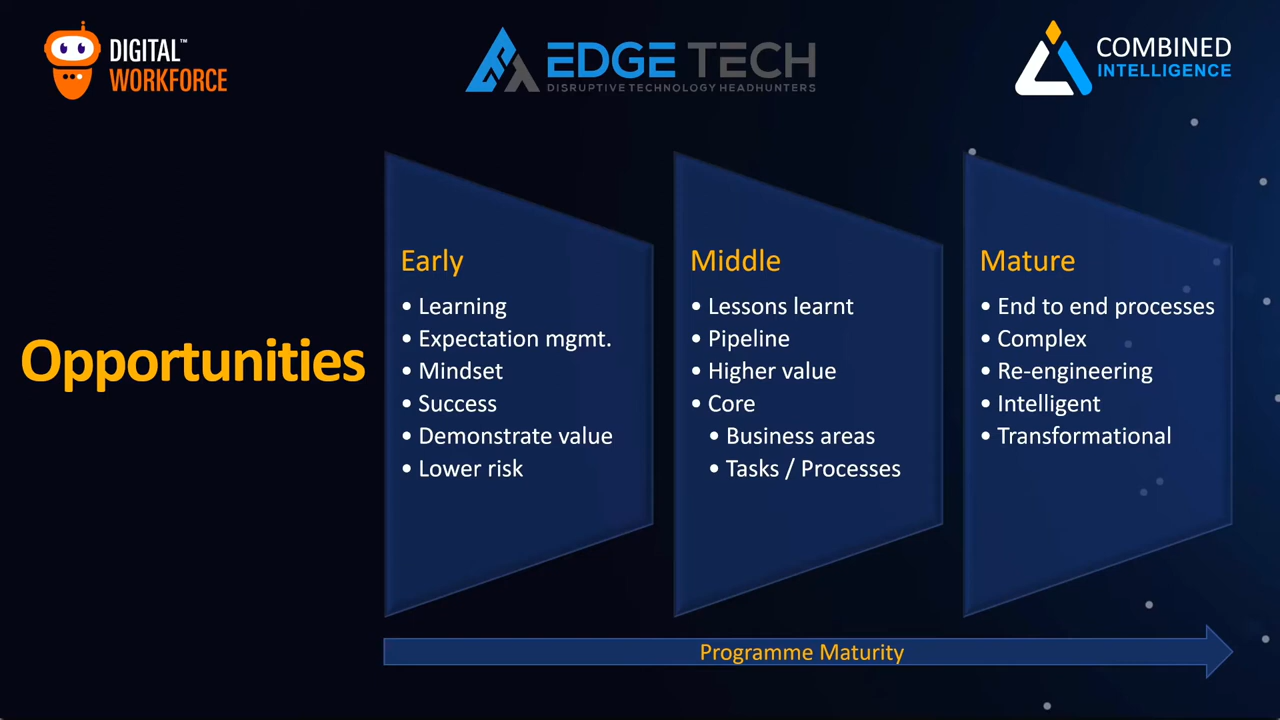 DIGITAL™
WORKFORCE
EDGE TECH
DISRUPTIVE TECHNOLOGY HEADHUNTERS
COMBINED
INTELLIGENCE
Opportunities
Early
• Learning
• Expectation mgmt.
• Mindset
• Success
• Demonstrate value
• Lower risk
Middle
• Lessons learnt
• Pipeline
• Higher value
• Core
• Business areas
• Tasks / Processes
Mature
• End to end processes
• Complex
• Re-engineering
• Intelligent
• Transformational
Programme Maturity